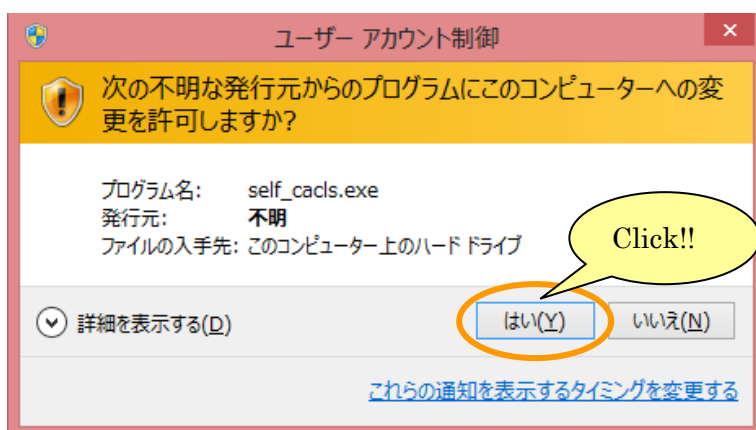 ユーザー アカウント制御
次の不明な発行元からのプログラムにこのコンピューターへの変
更を許可しますか?
プログラム名: self_cacls.exe
発行元: 不明
ファイルの入手先: このコンピューター上のハード ドライブ
Click!!
詳細を表示する(D)
はい(Y) いいえ(N)
これらの通知を表示するタイミングを変更する